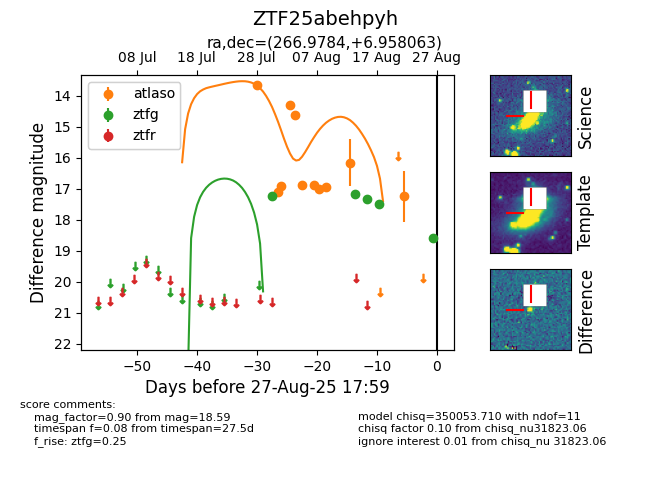 ZTF25abehpyh
ra,dec=(266.9784,+6.958063)
08 Jul 18 Jul 28 Jul 07 Aug 17 Aug 27 Aug
atlaso
ztfg
ztfr
14
15
16
17
18
19
20
21
22
Difference magnitude
−50 −40 −30 −20 −10 0
Days before 27-Aug-25 17:59
Science
Template
Difference
score comments:
mag_factor=0.90 from mag=18.59
timespan f=0.08 from timespan=27.5d
f_rise: ztfg=0.25
model chisq=350053.710 with ndof=11
chisq factor 0.10 from chisq_nu31823.06
ignore interest 0.01 from chisq_nu 31823.06